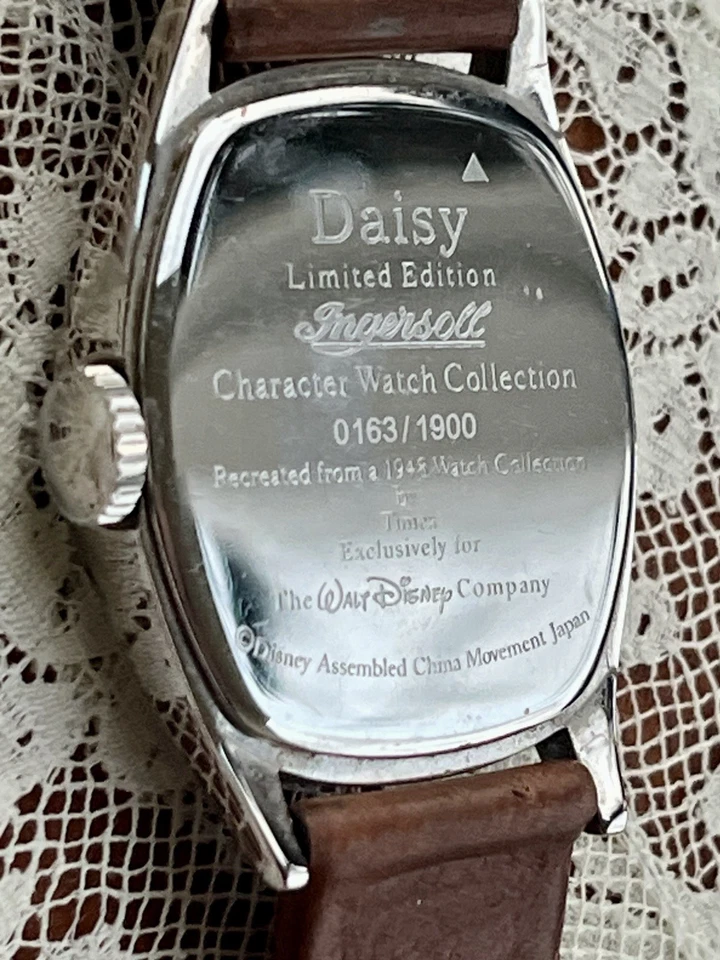 Daisy
Limited Edition
Ingersoll
Character Watch Collection
0163/1900
Recreated from a 1948 Watch Collection
by
Timex
Exclusively for
The WALT DISNEY Company
©Disney Assembled China Movement Japan